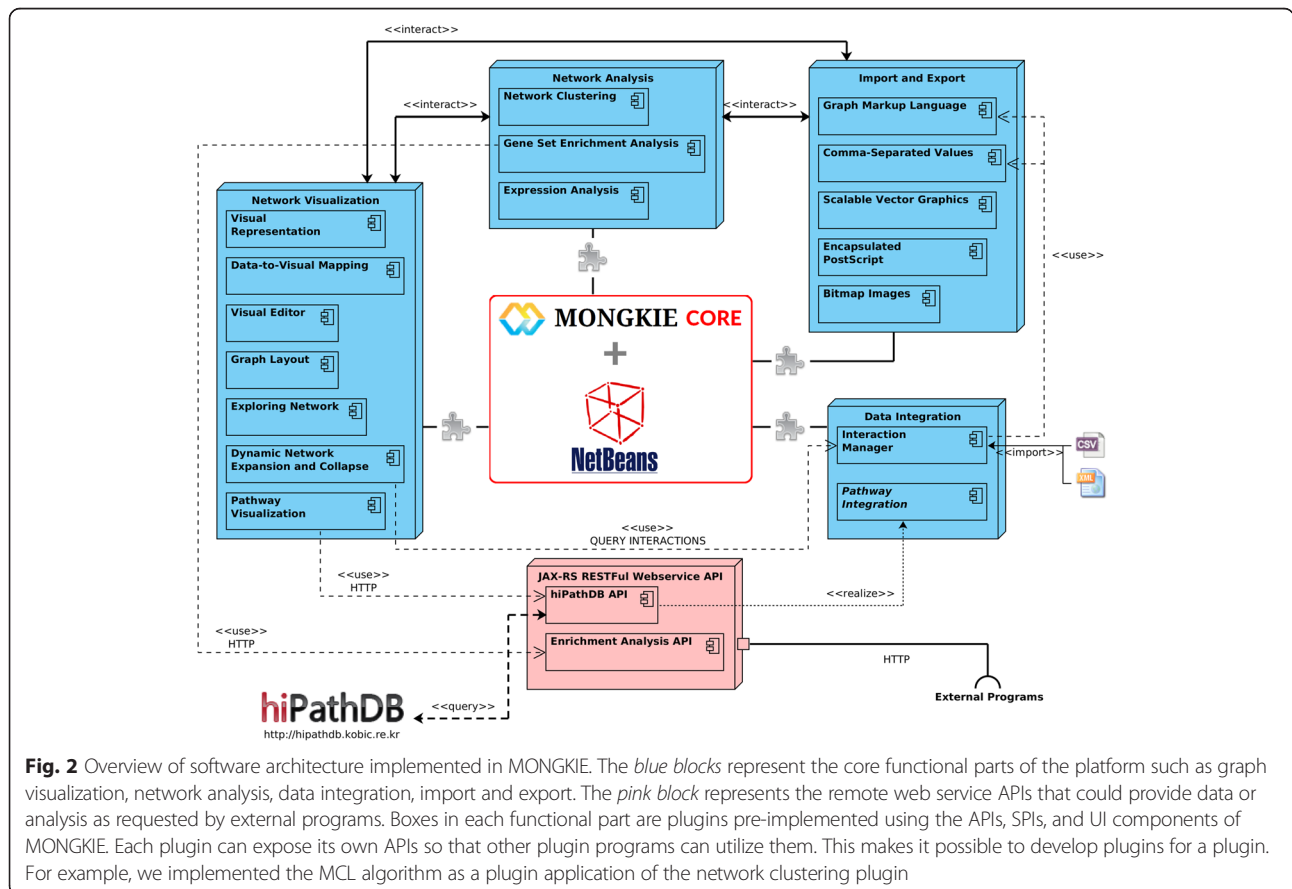 <<interact>>
Network Analysis
Network Clustering
Gene Set Enrichment Analysis
Expression Analysis
<<interact>>
<<interact>>
Import and Export
Graph Markup Language
Comma-Separated Values
Scalable Vector Graphics
Encapsulated
PostScript
Bitmap Images
<<use>>
Network Visualization
Visual
Representation
Data-to-Visual Mapping
Visual Editor
Graph Layout
Exploring Network
Dynamic Network
Expansion and Collapse
Pathway
Visualization
MONGKIE CORE
+
NetBeans
Data Integration
Interaction
Manager
Pathway
Integration
CSV
<<import>>
XML
<<use>>
QUERY INTERACTIONS
<<use>>
HTTP
JAX-RS RESTFul Webservice API
hiPathDB API
Enrichment Analysis API
<<realize>>
<<use>>
HTTP
HTTP
External Programs
hiPathDB
http://hipathdb.kobic.re.kr
<<query>>
Fig. 2 Overview of software architecture implemented in MONGKIE. The blue blocks represent the core functional parts of the platform such as graph
visualization, network analysis, data integration, import and export. The pink block represents the remote web service APIs that could provide data or
analysis as requested by external programs. Boxes in each functional part are plugins pre-implemented using the APIs, SPIs, and UI components of
MONGKIE. Each plugin can expose its own APIs so that other plugin programs can utilize them. This makes it possible to develop plugins for a plugin.
For example, we implemented the MCL algorithm as a plugin application of the network clustering plugin